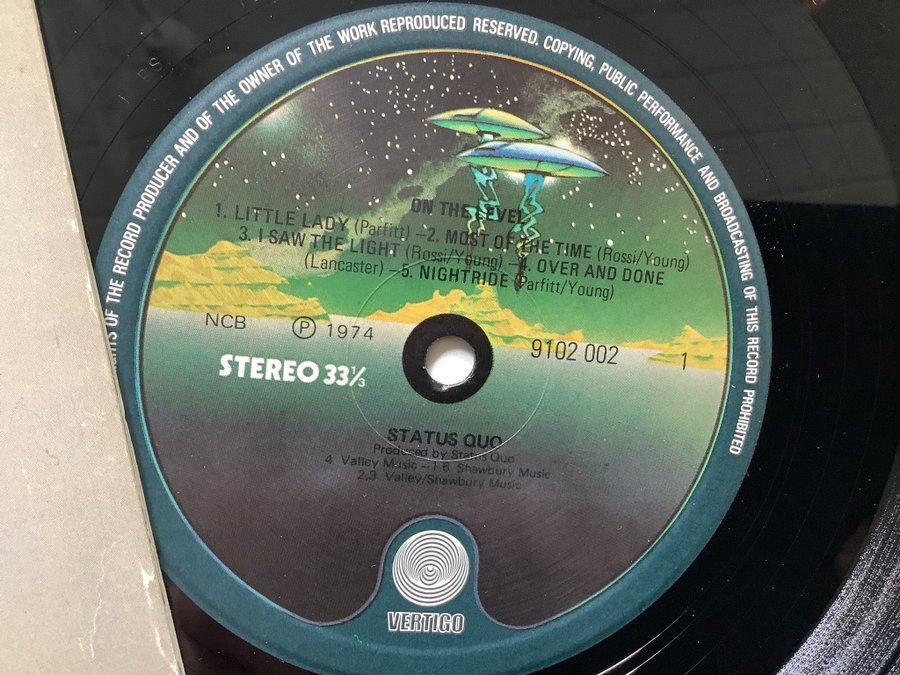 HTS OF THE RECORD PRODUCER AND OF THE OWNER OF THE WORK REPRODUCED RESERVED. COPYING, PUBLIC PERFORMANCE AND BROADCASTING OF THIS RECORD PROHIBITED
ON THE LEVEL
1. LITTLE LADY (Parfitt) –2. MOST OF THE TIME (Rossi/Young)
3. I SAW THE LIGHT (Rossi/Young) –4. OVER AND DONE
(Lancaster) –5. NIGHTRIDE (Parfitt/Young)
NCB Ⓟ 1974 9102 002 1
STEREO 33⅓
STATUS QUO
Produced by Status Quo
4 Valley Music –1.5 Shawbury Music
2.3 Valley/Shawbury Music
VERTIGO